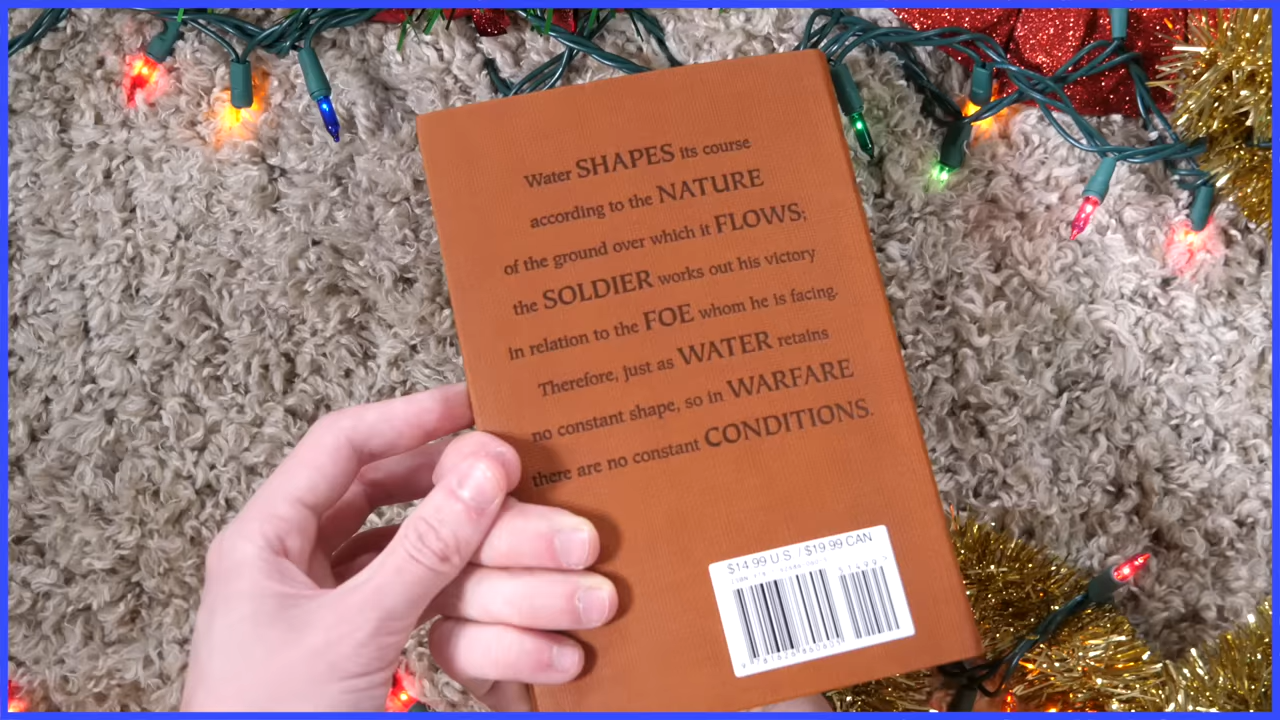 Water SHAPES its course
according to the NATURE
of the ground over which it FLOWS;
the SOLDIER works out his victory
in relation to the FOE whom he is facing.
Therefore, just as WATER retains
no constant shape, so in WARFARE
there are no constant CONDITIONS.
$14.99 U.S. / $19.99 CAN
51499